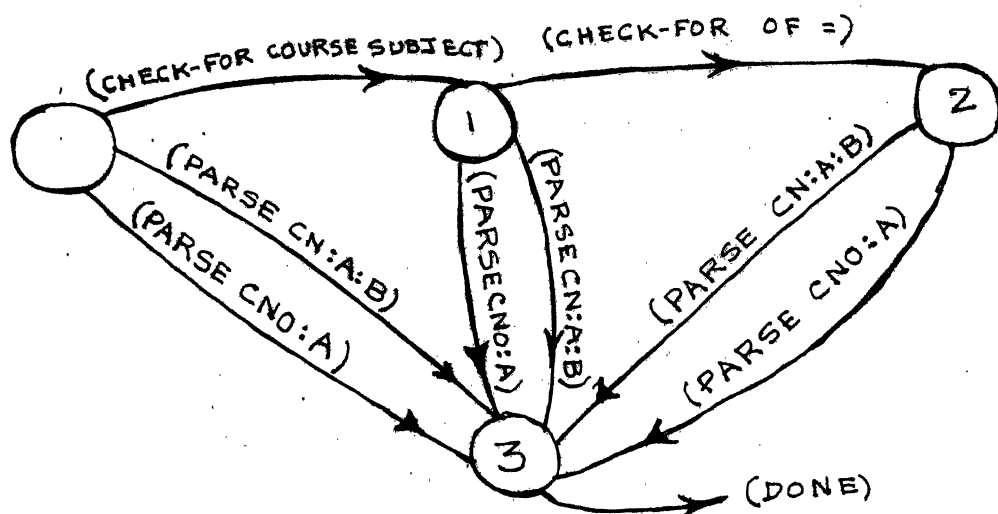 (CHECK-FOR COURSE SUBJECT)
(CHECK-FOR OF =)
1
2
(PARSE CN:A:B)
(PARSE CNO:A)
(PARSE CNO:A)
(PARSE CN:A:B)
(PARSE CN:A:B)
(PARSE CNO:A)
3
(DONE)